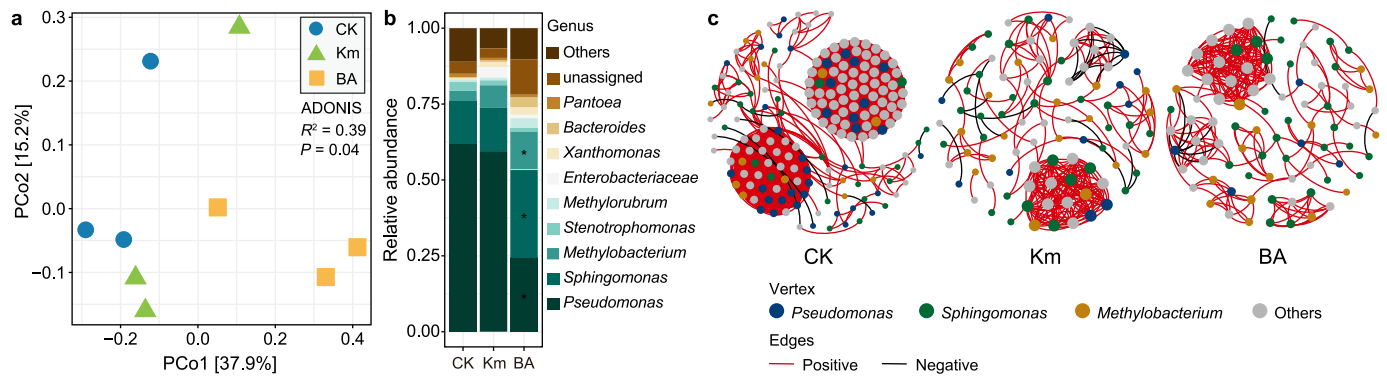 a
0.3
0.2
0.1
0.0
−0.1
PCo2 [15.2%]
−0.2
0.0
0.2
0.4
PCo1 [37.9%]
CK
Km
BA
ADONIS
R² = 0.39
P = 0.04
b
1.00
0.75
0.50
0.25
0.00
Relative abundance
*
*
*
CK Km BA
Genus
Others
unassigned
Pantoea
Bacteroides
Xanthomonas
Enterobacteriaceae
Methylorubrum
Stenotrophomonas
Methylobacterium
Sphingomonas
Pseudomonas
c
CK
Km
BA
Vertex
Pseudomonas Sphingomonas Methylobacterium Others
Edges
Positive Negative